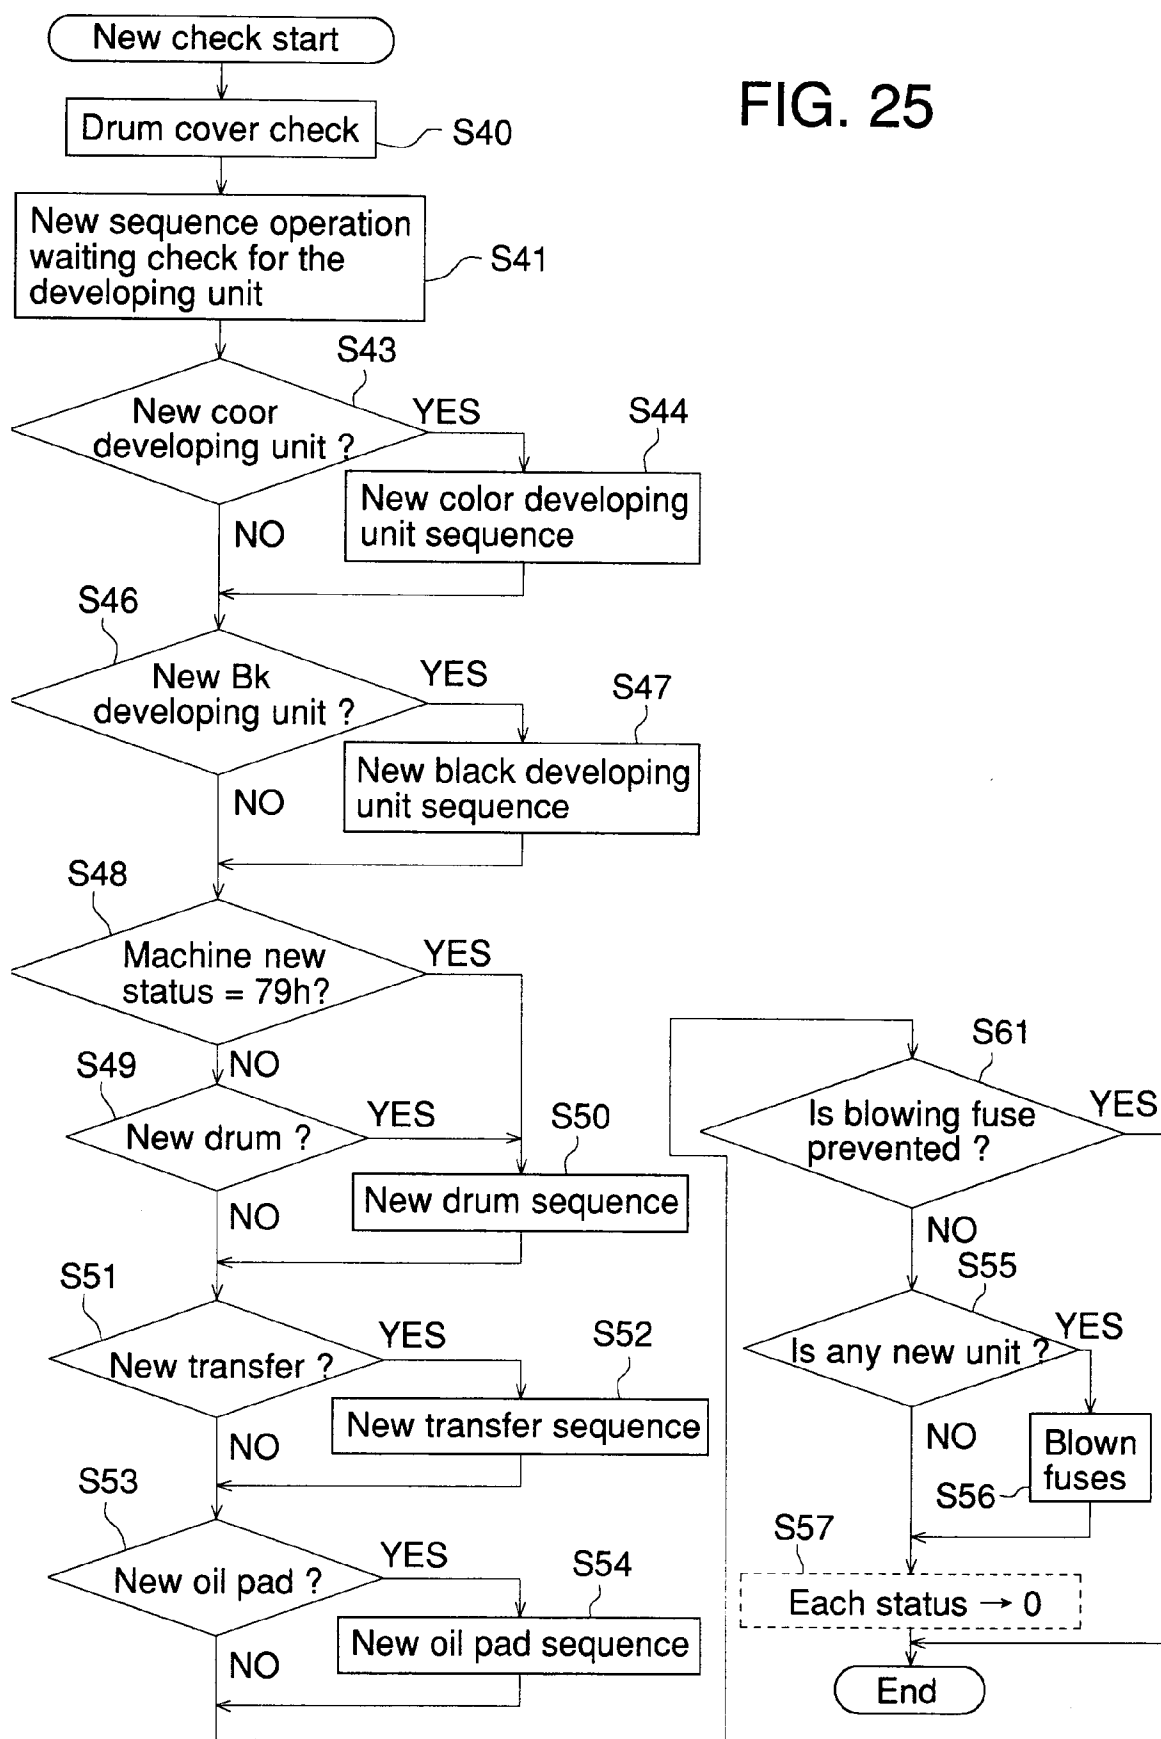 New check start
FIG. 25
Drum cover check
S40
New sequence operation
waiting check for the
developing unit
S41
S43
New coor
developing unit ?
YES
S44
New color developing
unit sequence
NO
S46
New Bk
developing unit ?
YES
S47
New black developing
unit sequence
NO
S48
Machine new
status = 79h?
YES
NO
S49
New drum ?
YES
S50
New drum sequence
NO
S51
New transfer ?
YES
S52
New transfer sequence
NO
S53
New oil pad ?
YES
S54
New oil pad sequence
NO
S61
Is blowing fuse
prevented ?
YES
NO
S55
Is any new unit ?
YES
NO
Blown
fuses
S56
S57
Each status → 0
End